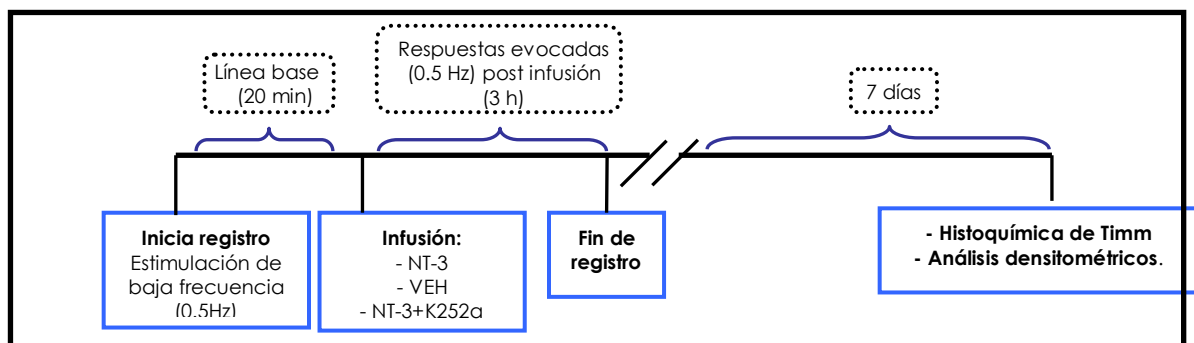 Línea base
(20 min)
Respuestas evocadas
(0.5 Hz) post infusión
(3 h)
7 días
Inicia registro
Estimulación de
baja frecuencia
(0.5Hz)
Infusión:
- NT-3
- VEH
- NT-3+K252a
Fin de
registro
- Histoquímica de Timm
- Análisis densitométricos.